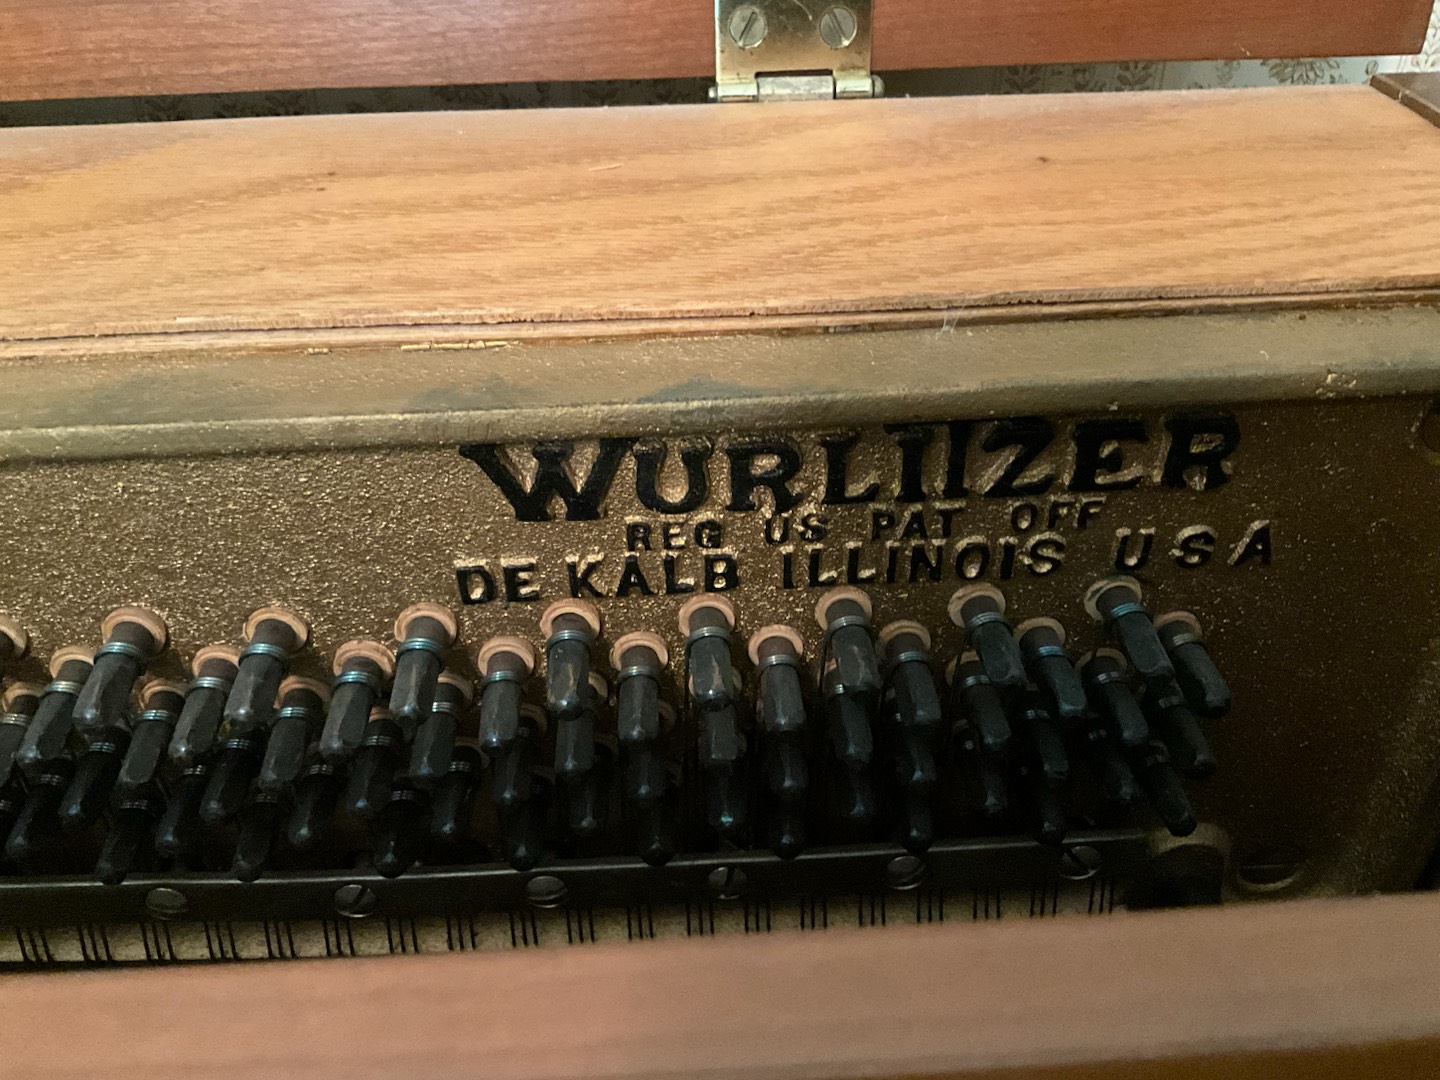 WURLITZER
REG US PAT OFF
DE KALB ILLINOIS USA